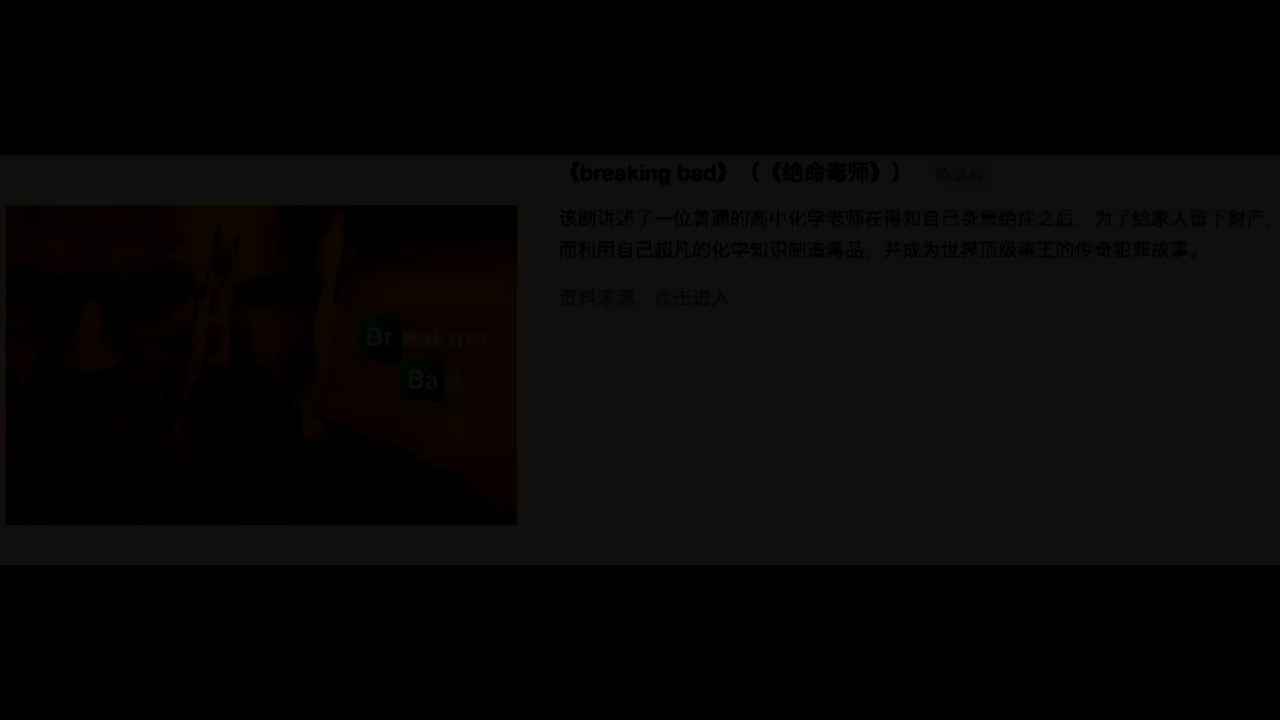 《breaking bad》（《绝命毒师》）
该剧讲述了一位普通的高中化学老师在得知自己身患绝症之后，为了给家人留下财产，
而利用自己超凡的化学知识制造毒品，并成为世界顶级毒王的传奇犯罪故事。
资料来源，点击进入
Breaking
Bad